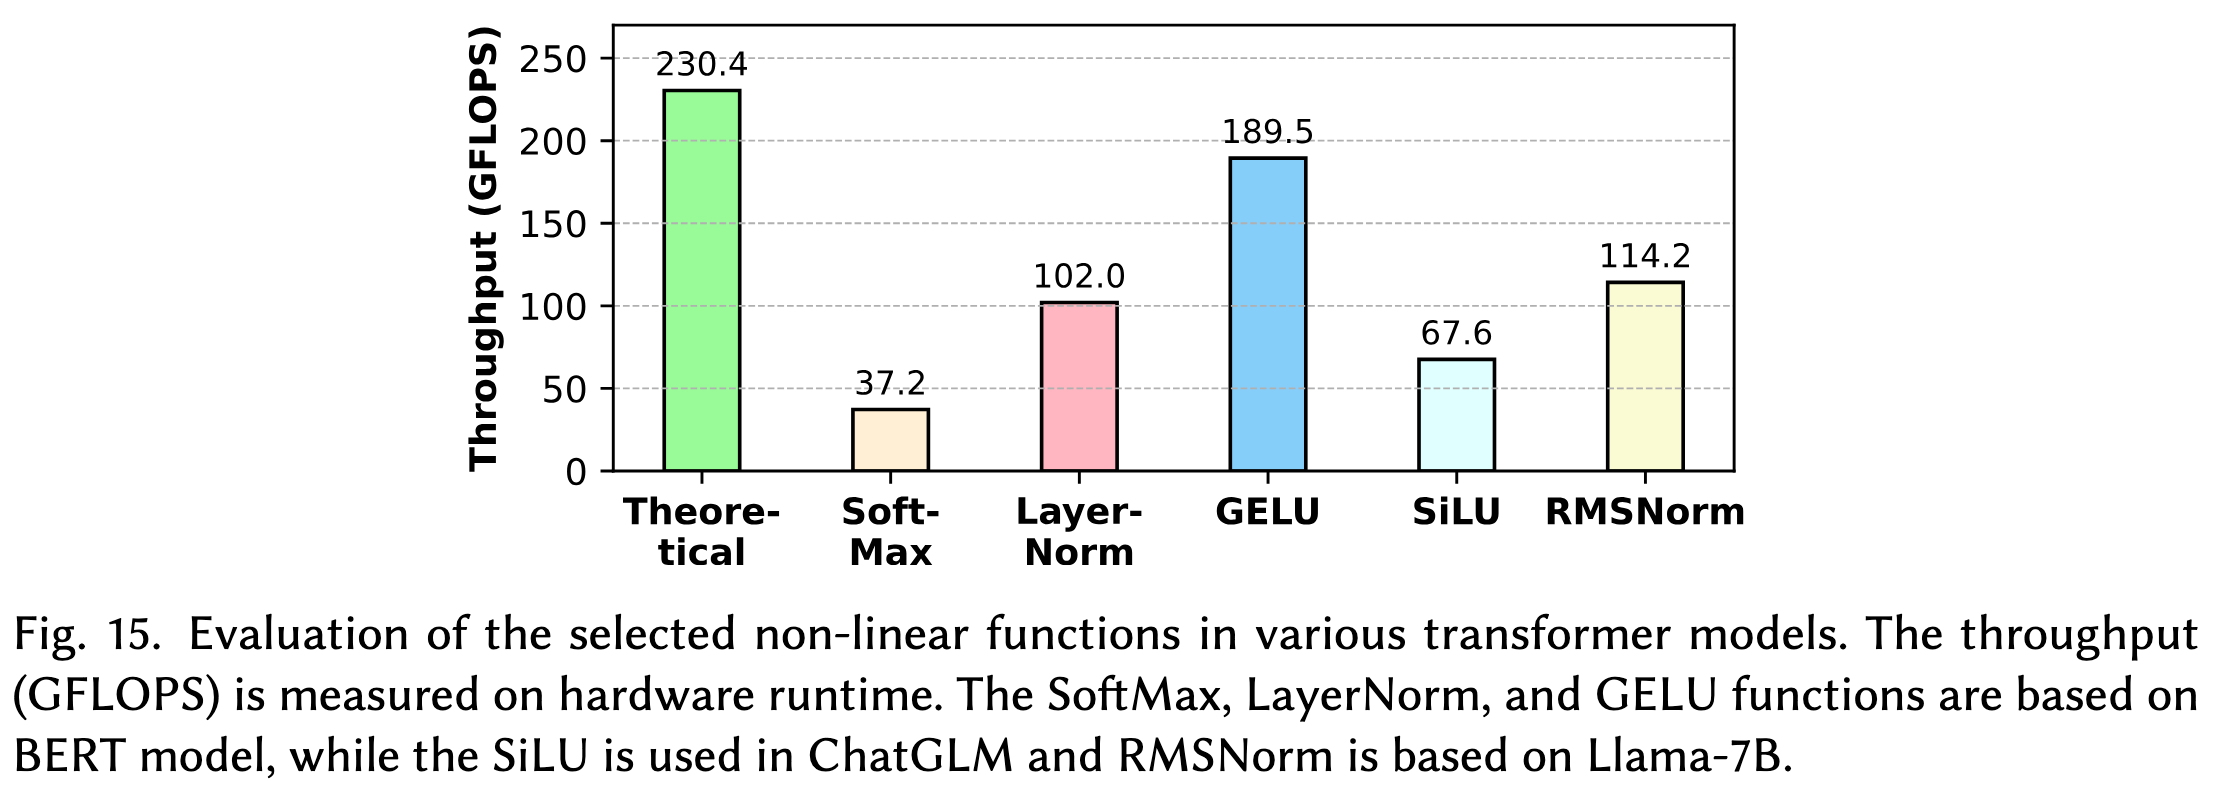 Throughput (GFLOPS)
250
200
150
100
50
0
230.4
37.2
102.0
189.5
67.6
114.2
Theore-
tical
Soft-
Max
Layer-
Norm
GELU
SiLU
RMSNorm
Fig. 15. Evaluation of the selected non-linear functions in various transformer models. The throughput
(GFLOPS) is measured on hardware runtime. The SoftMax, LayerNorm, and GELU functions are based on
BERT model, while the SiLU is used in ChatGLM and RMSNorm is based on Llama-7B.